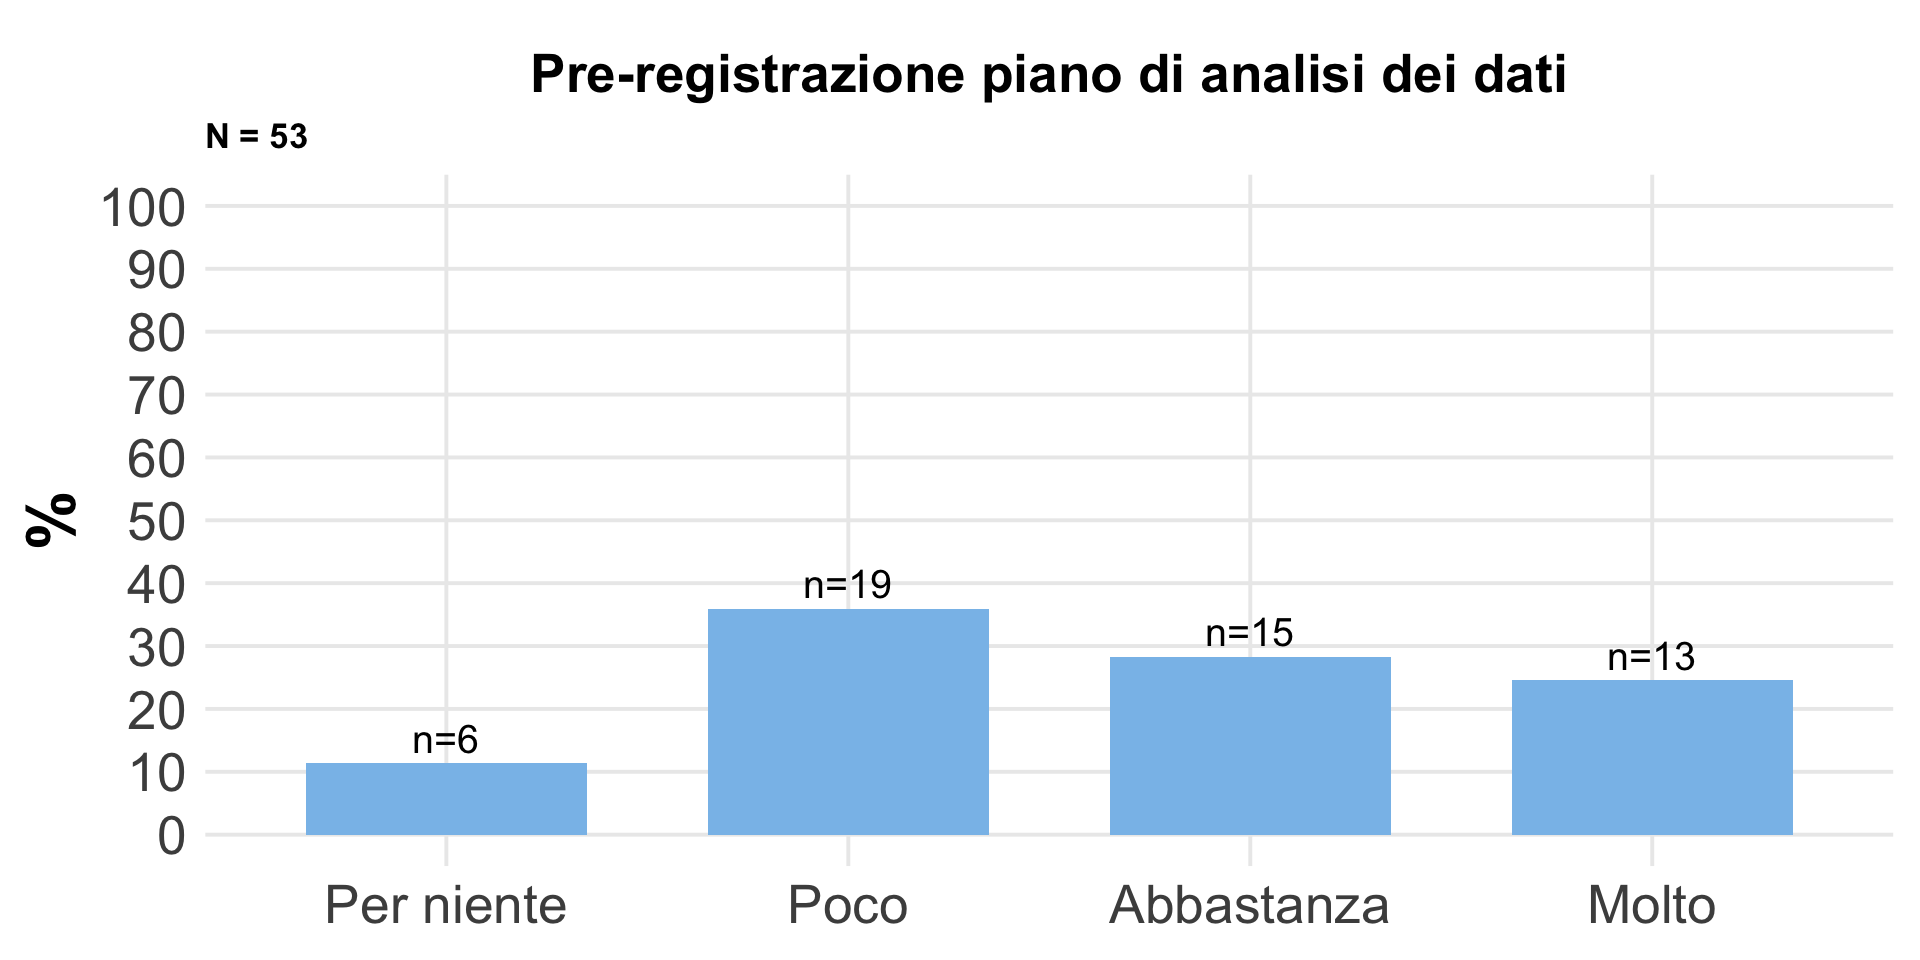 Pre-registrazione piano di analisi dei dati
N = 53
100
90
80
70
60
50
40
30
20
10
0
%
n=6
n=19
n=15
n=13
Per niente
Poco
Abbastanza
Molto